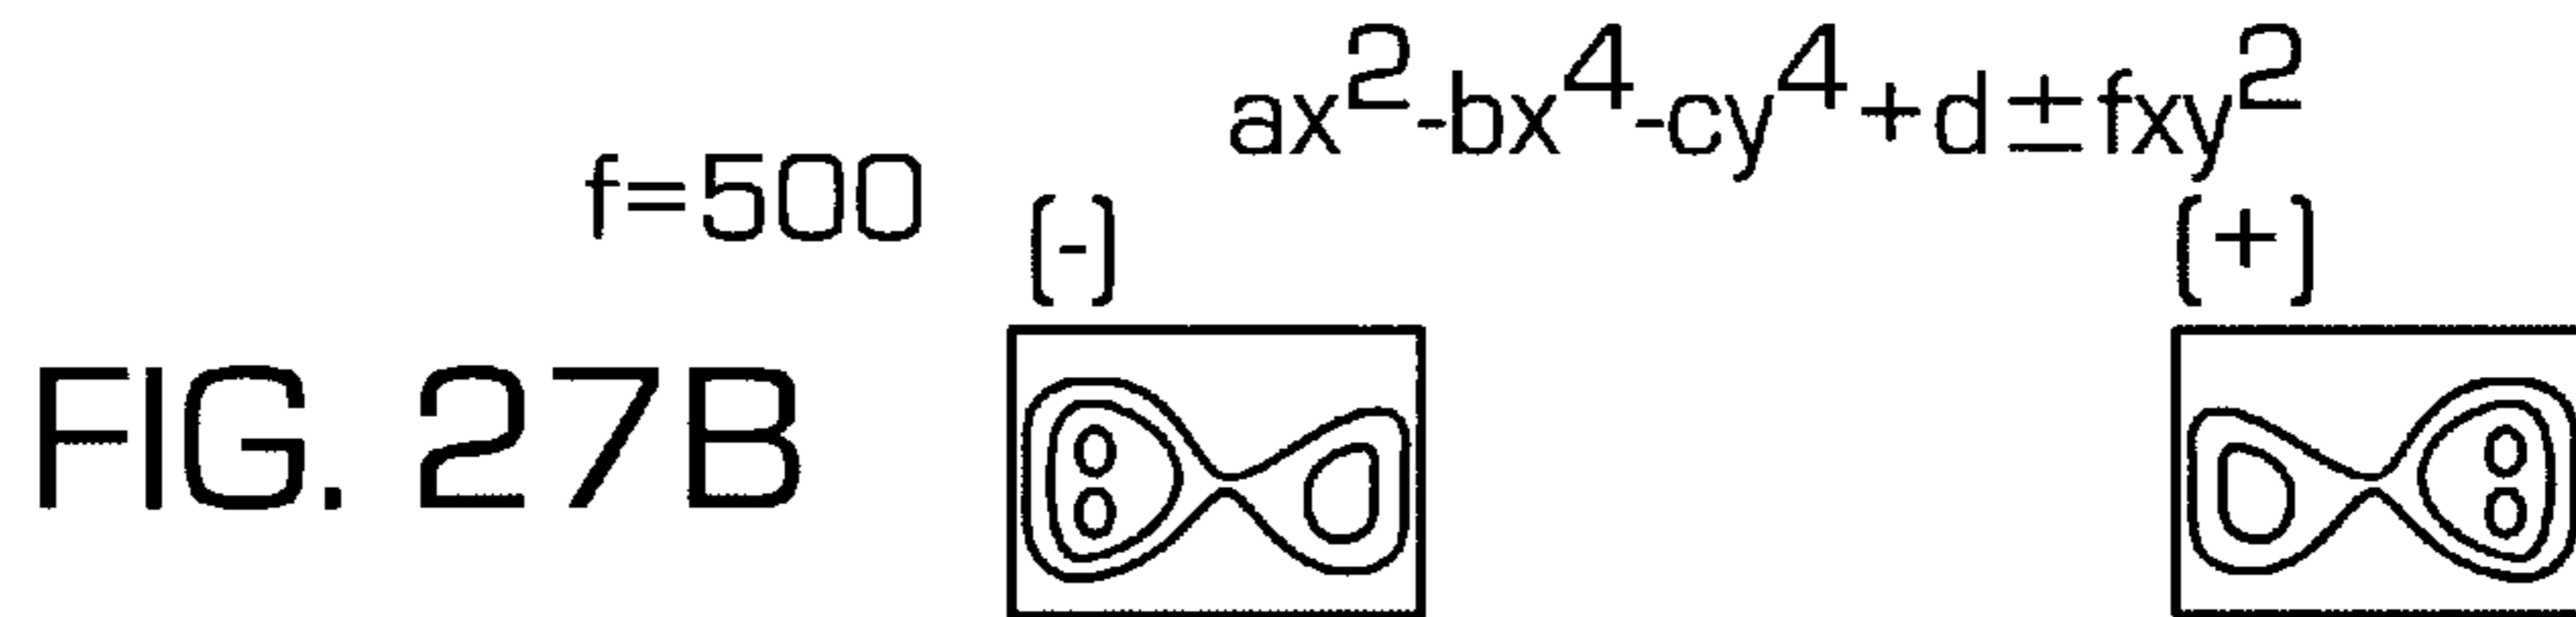 ax²-bx⁴-cy⁴+d±fxy²
f=500
(-)
(+)
FIG. 27B